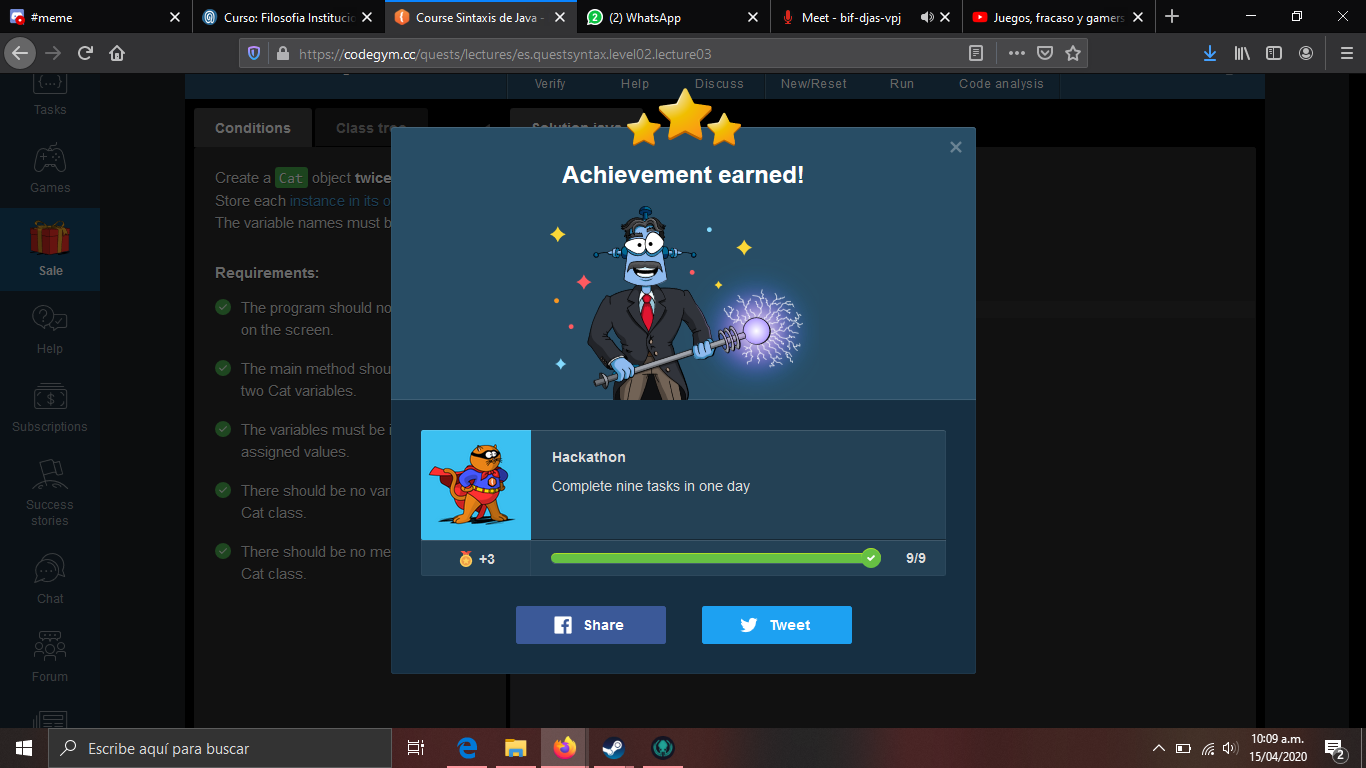 #meme
Curso: Filosofia Instituci
Course Sintaxis de Java -
(2) WhatsApp
Meet - bif-djas-vpj
Juegos, fracaso y gamers
https://codegym.cc/quests/lectures/es.questsyntax.level02.lecture03
Verify
Help
Discuss
New/Reset
Run
Code analysis
Tasks
Games
Sale
Help
Subscriptions
Success
stories
Chat
Forum
Conditions
Class tree
Solution.java
Create a Cat object twice
Store each instance in its o
The variable names must b
Requirements:
The program should no
on the screen.
The main method shou
two Cat variables.
The variables must be i
assigned values.
There should be no var
Cat class.
There should be no me
Cat class.
Achievement earned!
Hackathon
Complete nine tasks in one day
+3
9/9
Share
Tweet
Escribe aquí para buscar
10:09 a.m.
15/04/2020
2